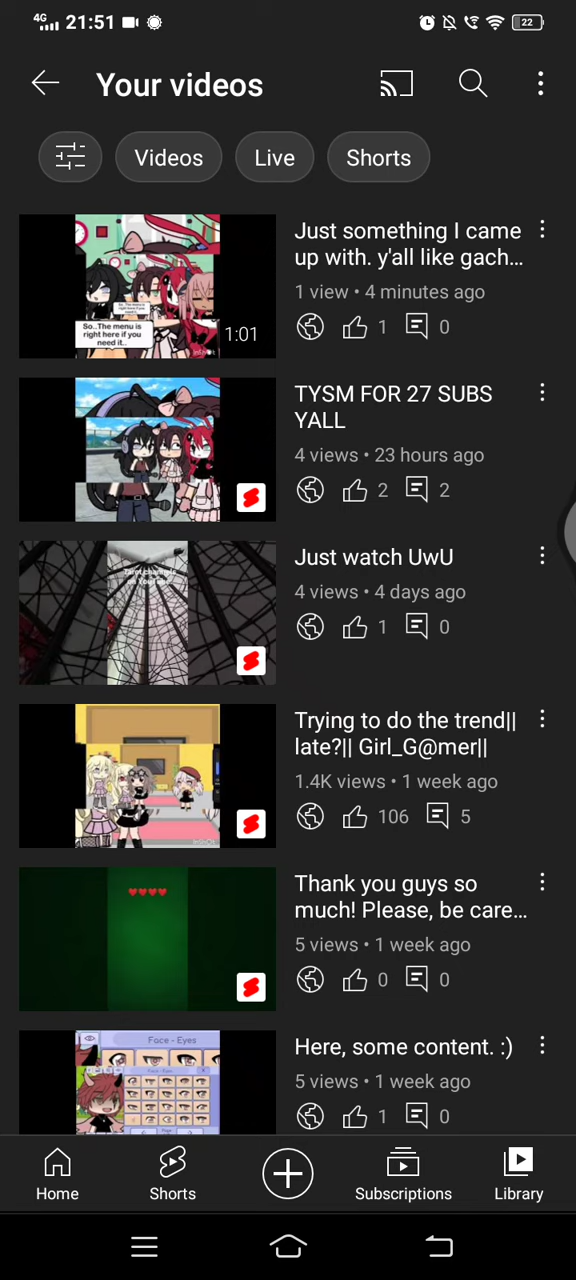 4G 21:51 22
Your videos
Videos Live Shorts
So..The menu is
right here if you
need it..
1:01
Just something I came
up with. y'all like gach...
1 view • 4 minutes ago
1 0
TYSM FOR 27 SUBS
YALL
4 views • 23 hours ago
2 2
on YouTube
Just watch UwU
4 views • 4 days ago
1 0
Trying to do the trend||
late?|| Girl_G@mer||
1.4K views • 1 week ago
106 5
Thank you guys so
much! Please, be care...
5 views • 1 week ago
0 0
Face - Eyes
Here, some content. :)
5 views • 1 week ago
1 0
Home Shorts Subscriptions Library